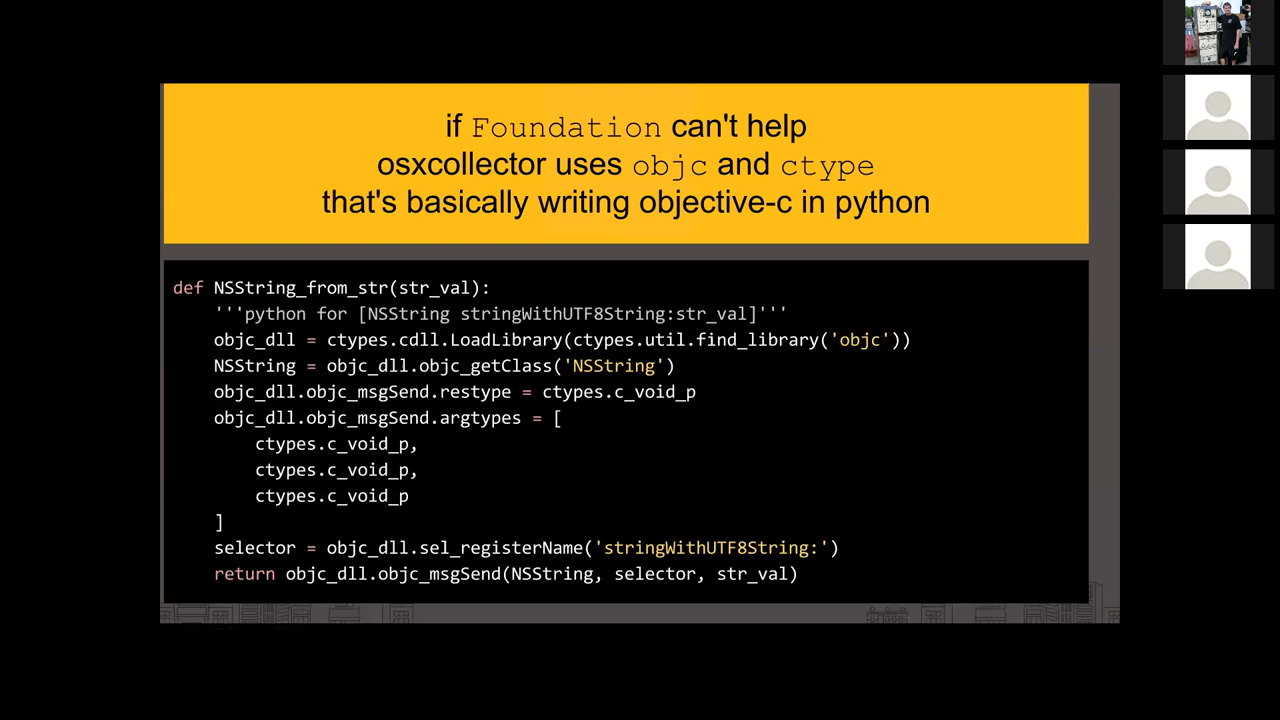 if Foundation can't help
osxcollector uses objc and ctype
that's basically writing objective-c in python
def NSString_from_str(str_val):
    '''python for [NSString stringWithUTF8String:str_val]'''
    objc_dll = ctypes.cdll.LoadLibrary(ctypes.util.find_library('objc'))
    NSString = objc_dll.objc_getClass('NSString')
    objc_dll.objc_msgSend.restype = ctypes.c_void_p
    objc_dll.objc_msgSend.argtypes = [
        ctypes.c_void_p,
        ctypes.c_void_p,
        ctypes.c_void_p
    ]
    selector = objc_dll.sel_registerName('stringWithUTF8String:')
    return objc_dll.objc_msgSend(NSString, selector, str_val)